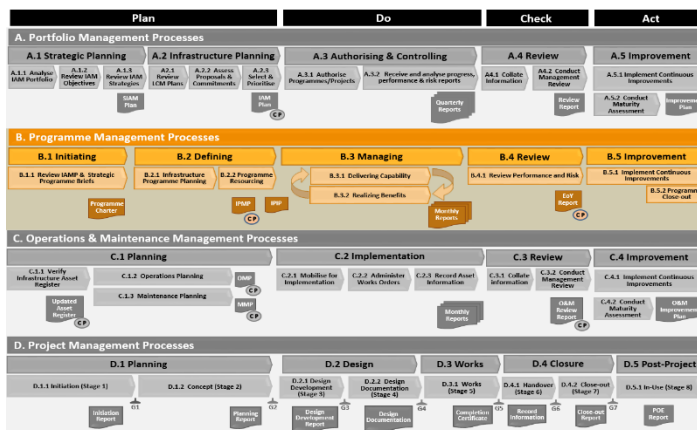 Plan
Do
Check
Act
A. Portfolio Management Processes
A.1 Strategic Planning
A.2 Infrastructure Planning
A.3 Authorising & Controlling
A.4 Review
A.5 Improvement
A.1.1 Analyse
IAM Portfolio
A.1.2
Review IAM
Objectives
A.1.3
Review IAM
Strategies
A2.1
Review
LCM Plans
A.2.2 Assess
Proposals &
Commitments
A.2.3
Select &
Prioritise
A.3.1 Authorise
Programmes/Projects
A.3.2 Receive and analyse progress,
performance & risk reports
A4.1 Collate
Information
A4.2 Conduct
Management
Review
A.5.1 Implement Continuous
Improvements
A.5.2 Conduct
Maturity
Assessment
Improvement
Plan
SIAM
Plan
IAM
Plan
CP
Quarterly
Reports
Review
Report
B. Programme Management Processes
B.1 Initiating
B.2 Defining
B.3 Managing
B.4 Review
B.5 Improvement
B.1.1 Review IAMP & Strategic
Programme Briefs
B.2.1 Infrastructure
Programme Planning
B.2.2 Programme
Resourcing
B.3.1 Delivering Capability
B.3.2 Realizing Benefits
B.4.1 Review Performance and Risk
B.5.1 Implement Continuous
Improvements
B.5.2 Programme
Close-out
Programme
Charter
IPMP
CP
IPSP
Monthly
Reports
EoY
Report
CP
C. Operations & Maintenance Management Processes
C.1 Planning
C.2 Implementation
C.3 Review
C.4 Improvement
C.1.1 Verify
Infrastructure Asset
Register
C.1.2 Operations Planning
C.1.3 Maintenance Planning
OMP
CP
MMP
CP
C.2.1 Mobilise for
Implementation
C.2.2 Administer
Works Orders
C.2.3 Record Asset
Information
C.3.1 Collate
Information
C.3.2 Conduct
Management
Review
C.4.1 Implement Continuous
Improvements
C.4.2 Conduct
Maturity
Assessment
O&M
Improvement
Plan
Updated
Asset
Register
CP
Monthly
Reports
O&M
Review
Report
CP
D. Project Management Processes
D.1 Planning
D.2 Design
D.3 Works
D.4 Closure
D.5 Post-Project
D.1.1 Initiation (Stage 1)
D.1.2 Concept (Stage 2)
D.2.1 Design
Development
(Stage 3)
D.2.2 Design
Documentation
(Stage 4)
D.3.1 Works
(Stage 5)
D.4.1 Handover
(Stage 6)
D.4.2 Close-out
(Stage 7)
D.5.1 In-Use (Stage 8)
G1
G2
G3
G4
G5
G6
G7
Initiation
Report
Planning
Report
Design
Development
Report
Design
Documentation
Completion
Certificate
Record
Information
Close-out
Report
POE
Report